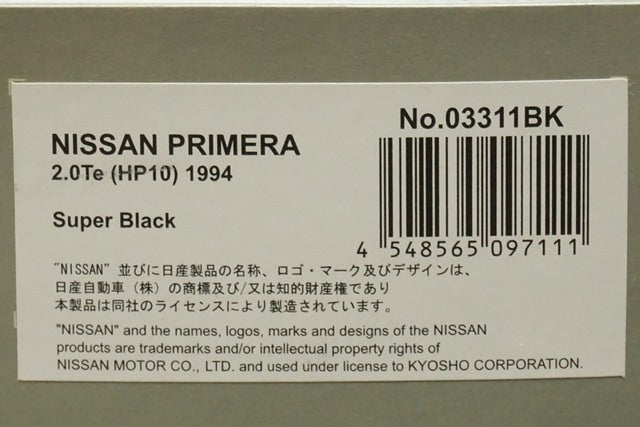 NISSAN PRIMERA
2.0Te (HP10) 1994
Super Black
No.03311BK
4 548565 097111
"NISSAN" 並びに日産製品の名称、ロゴ・マーク及びデザインは、
日産自動車（株）の商標及び/又は知的財産権であり
本製品は同社のライセンスにより製造されています。
"NISSAN" and the names, logos, marks and designs of the NISSAN
products are trademarks and/or intellectual property rights of
NISSAN MOTOR CO., LTD. and used under license to KYOSHO CORPORATION.